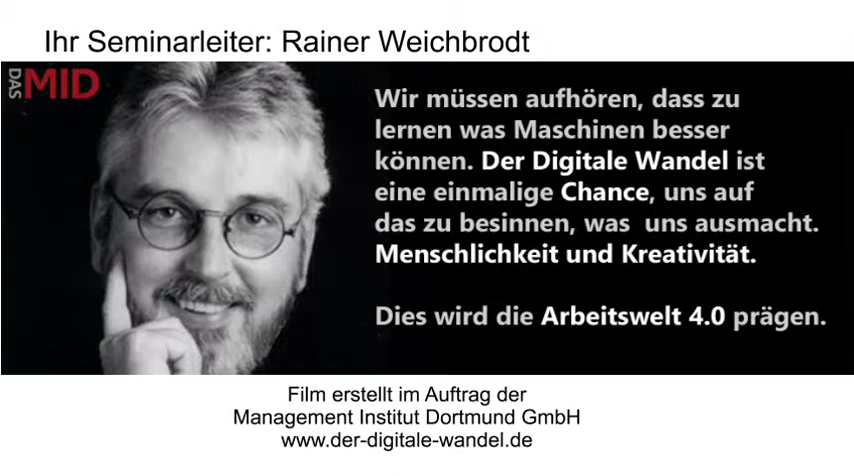 Ihr Seminarleiter: Rainer Weichbrodt
DAS MID
Wir müssen aufhören, dass zu
lernen was Maschinen besser
können. Der Digitale Wandel ist
eine einmalige Chance, uns auf
das zu besinnen, was uns ausmacht.
Menschlichkeit und Kreativität.
Dies wird die Arbeitswelt 4.0 prägen.
Film erstellt im Auftrag der
Management Institut Dortmund GmbH
www.der-digitale-wandel.de